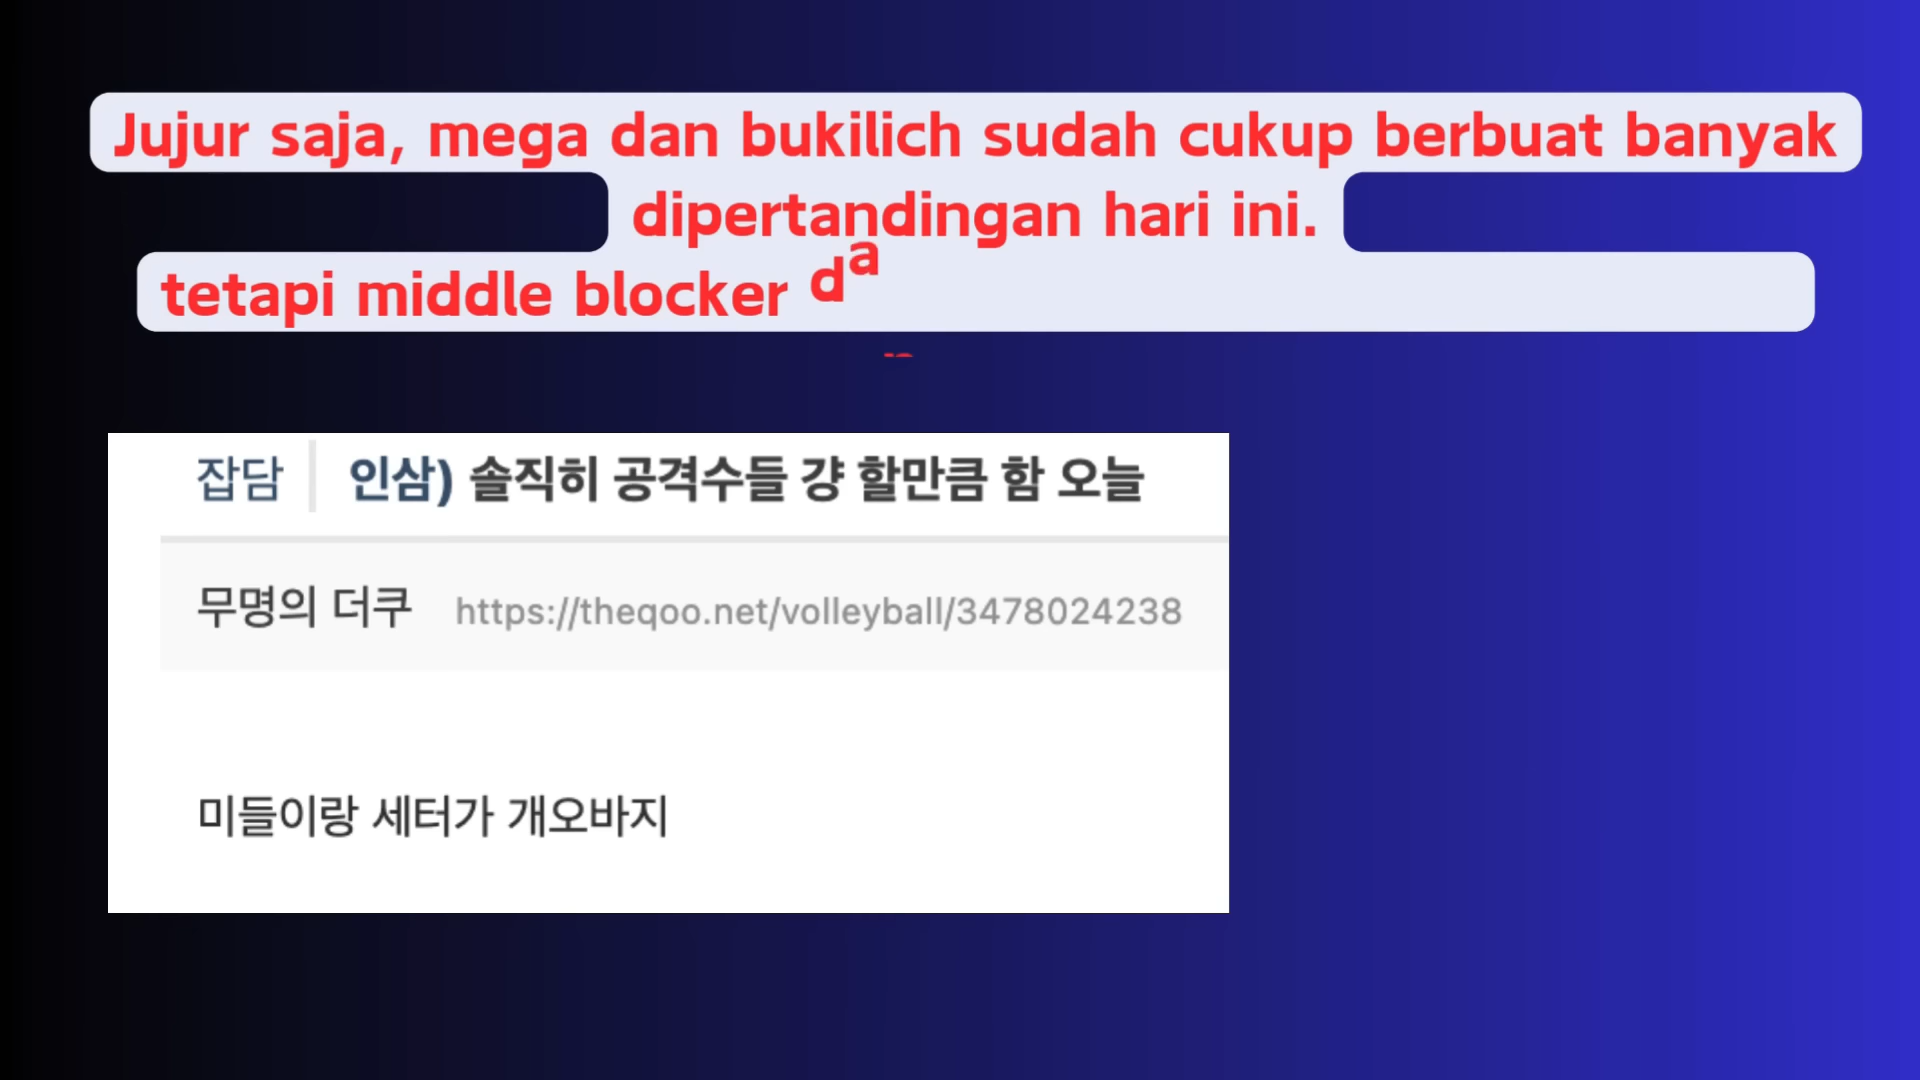 Jujur saja, mega dan bukilich sudah cukup berbuat banyak
dipertandingan hari ini.
tetapi middle blocker da
잡담 인삼) 솔직히 공격수들 걍 할만큼 함 오늘
무명의 더쿠 https://theqoo.net/volleyball/3478024238
미들이랑 세터가 개오바지